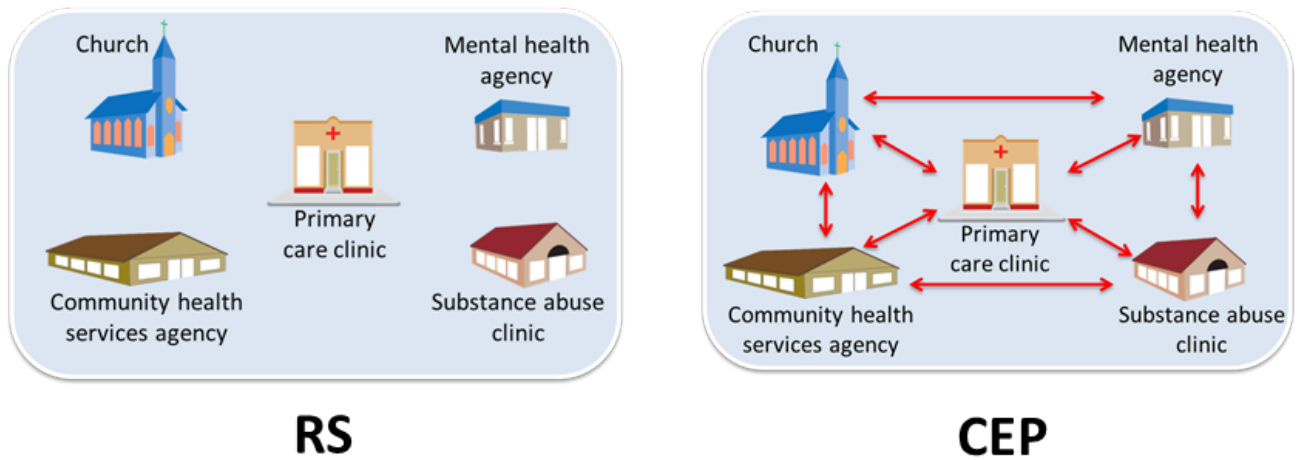 Church
Mental health
agency
Primary
care clinic
Community health
services agency
Substance abuse
clinic
RS
Church
Mental health
agency
Primary
care clinic
Community health
services agency
Substance abuse
clinic
CEP